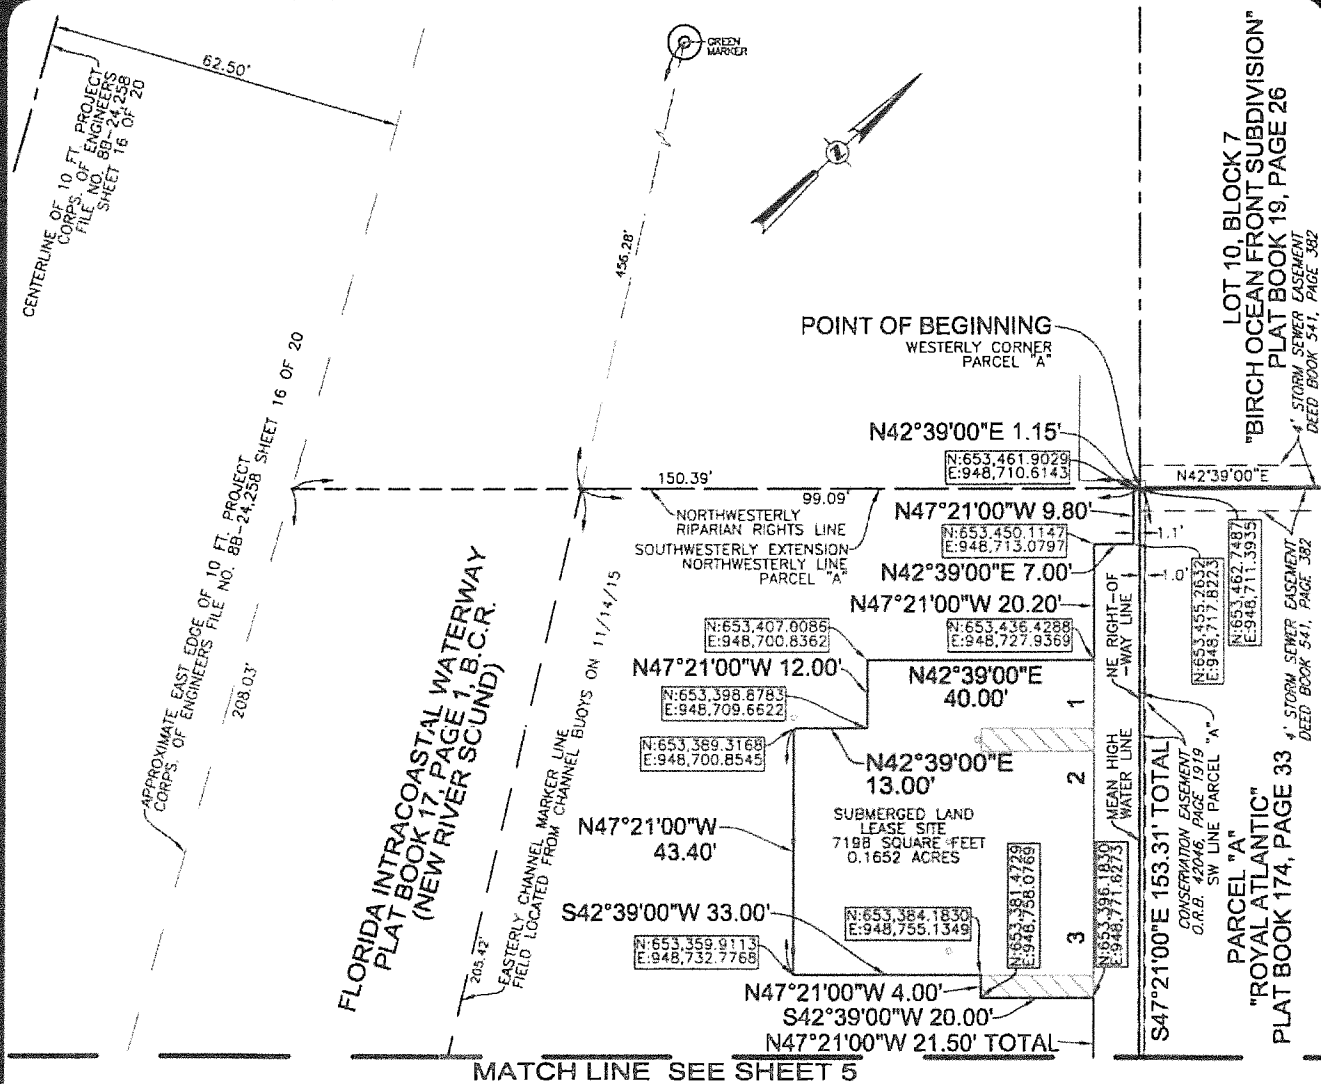 CENTERLINE OF 10 FT. PROJECT
CORPS. OF ENGINEERS
FILE NO. 8B-24,258
SHEET 16 OF 20
62.50'
GREEN
MARKER
456.28'
LOT 10, BLOCK 7
"BIRCH OCEAN FRONT SUBDIVISION"
PLAT BOOK 19, PAGE 26
4' STORM SEWER EASEMENT
DEED BOOK 541, PAGE 382
POINT OF BEGINNING
WESTERLY CORNER
PARCEL "A"
N42°39'00"E 1.15'
N:653,461.9029
E:948,710.6143
N42°39'00"E
150.39'
99.09'
NORTHWESTERLY
RIPARIAN RIGHTS LINE
SOUTHWESTERLY EXTENSION
NORTHWESTERLY LINE
PARCEL "A"
N47°21'00"W 9.80'
N:653,450.1147
E:948,713.0797
N42°39'00"E 7.00'
N47°21'00"W 20.20'
N:653,436.4288
E:948,727.9369
1.1'
1.0'
N:653,455.2632
E:948,717.8223
N:653,462.7487
E:948,711.3935
4' STORM SEWER EASEMENT
DEED BOOK 541, PAGE 382
APPROXIMATE EAST EDGE OF 10 FT. PROJECT
CORPS. OF ENGINEERS FILE NO. 8B-24,258 SHEET 16 OF 20
208.03'
FLORIDA INTRACOASTAL WATERWAY
PLAT BOOK 17, PAGE 1, B.C.R.
(NEW RIVER SOUND)
205.42'
EASTERLY CHANNEL MARKER LINE
FIELD LOCATED FROM CHANNEL BUOYS ON 11/14/15
N:653,407.0086
E:948,700.8362
N47°21'00"W 12.00'
N:653,398.8783
E:948,709.6622
N:653,389.3168
E:948,700.8545
N42°39'00"E
40.00'
N42°39'00"E
13.00'
SUBMERGED LAND
LEASE SITE
7198 SQUARE FEET
0.1652 ACRES
N47°21'00"W
43.40'
S42°39'00"W 33.00'
N:653,359.9113
E:948,732.7768
N:653,384.1830
E:948,755.1349
N:653,381.4729
E:948,758.0769
N:653,396.1830
E:948,771.6273
1
2
3
NE RIGHT-OF
-WAY LINE
MEAN HIGH
WATER LINE
S47°21'00"E 153.31' TOTAL
CONSERVATION EASEMENT
O.R.B. 42046, PAGE 1919
SW LINE PARCEL "A"
PARCEL "A"
"ROYAL ATLANTIC"
PLAT BOOK 174, PAGE 33
N47°21'00"W 4.00'
S42°39'00"W 20.00'
N47°21'00"W 21.50' TOTAL
MATCH LINE SEE SHEET 5